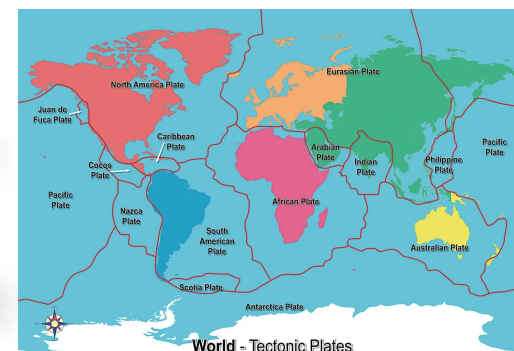 North America Plate
Eurasian Plate
Juan de
Fuca Plate
Caribbean
Plate
Cocos
Plate
Arabian
Plate
Indian
Plate
Philippine
Plate
Pacific
Plate
Pacific
Plate
Nazca
Plate
South
American
Plate
African Plate
Australian Plate
Scotia Plate
Antarctica Plate
World - Tectonic Plates